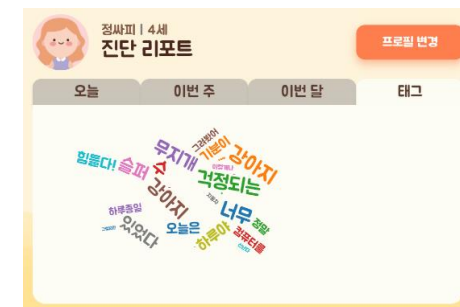 정싸피 | 4세
진단 리포트
프로필 변경
오늘
이번 주
이번 달
태그
그려봤어
무지개
기분이
강아지
힘들다!
슬퍼
수
걱정되는
강아지
하루종일
너무
정말
있었다
오늘은
하루야
컴퓨터를